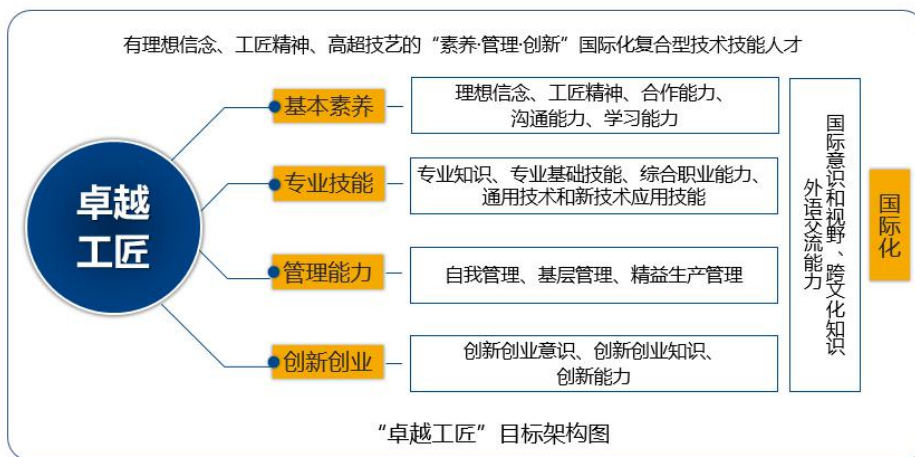 有理想信念、工匠精神、高超技艺的“素养·管理·创新”国际化复合型技术技能人才
卓越
工匠
基本素养
理想信念、工匠精神、合作能力、
沟通能力、学习能力
专业技能
专业知识、专业基础技能、综合职业能力、
通用技术和新技术应用技能
管理能力
自我管理、基层管理、精益生产管理
创新创业
创新创业意识、创新创业知识、
创新能力
国际意识和视野、跨文化知识
外语交流能力
国际化
“卓越工匠”目标架构图